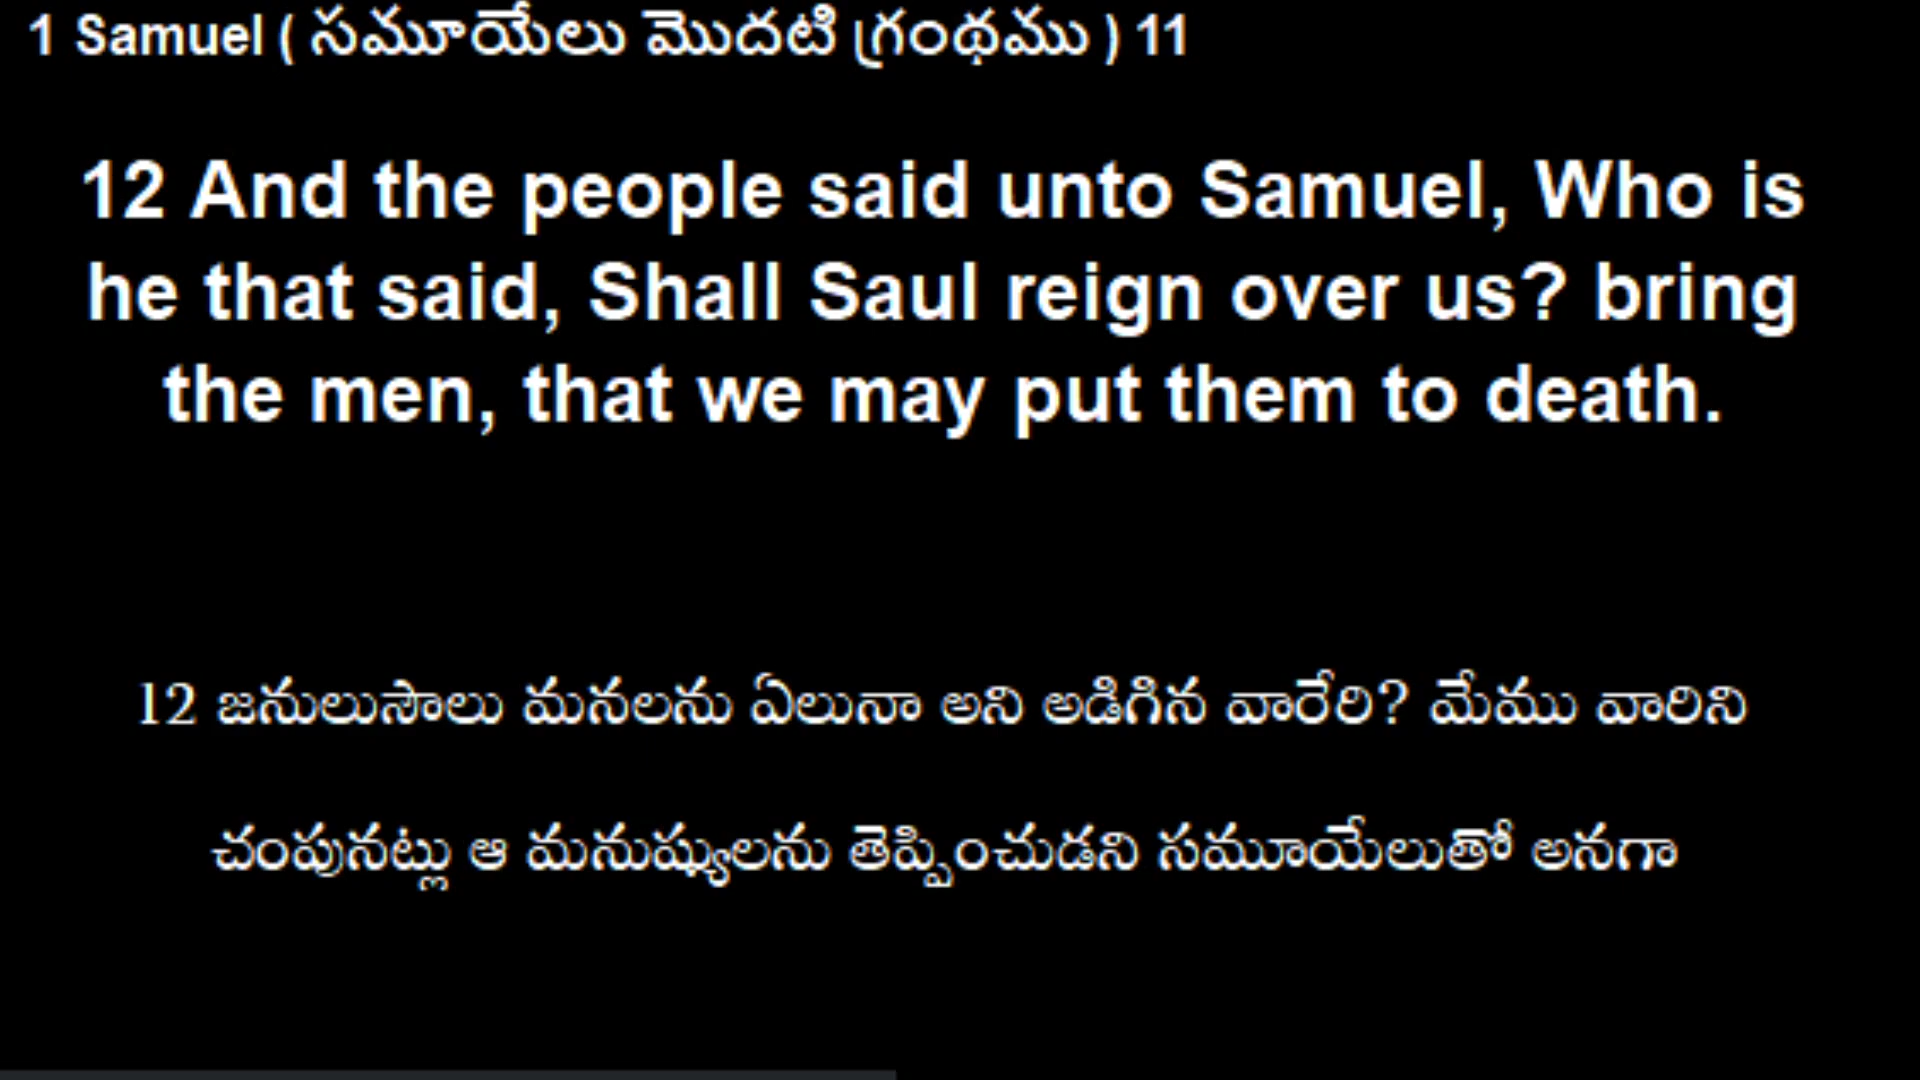 1 Samuel ( సమూయేలు మొదటి గ్రంథము ) 11
12 And the people said unto Samuel, Who is
he that said, Shall Saul reign over us? bring
the men, that we may put them to death.
12 జనులుసౌలు మనలను ఏలునా అని అడిగిన వారేరి? మేము వారిని
చంపునట్లు ఆ మనుష్యులను తెప్పించుడని సమూయేలుతో అనగా